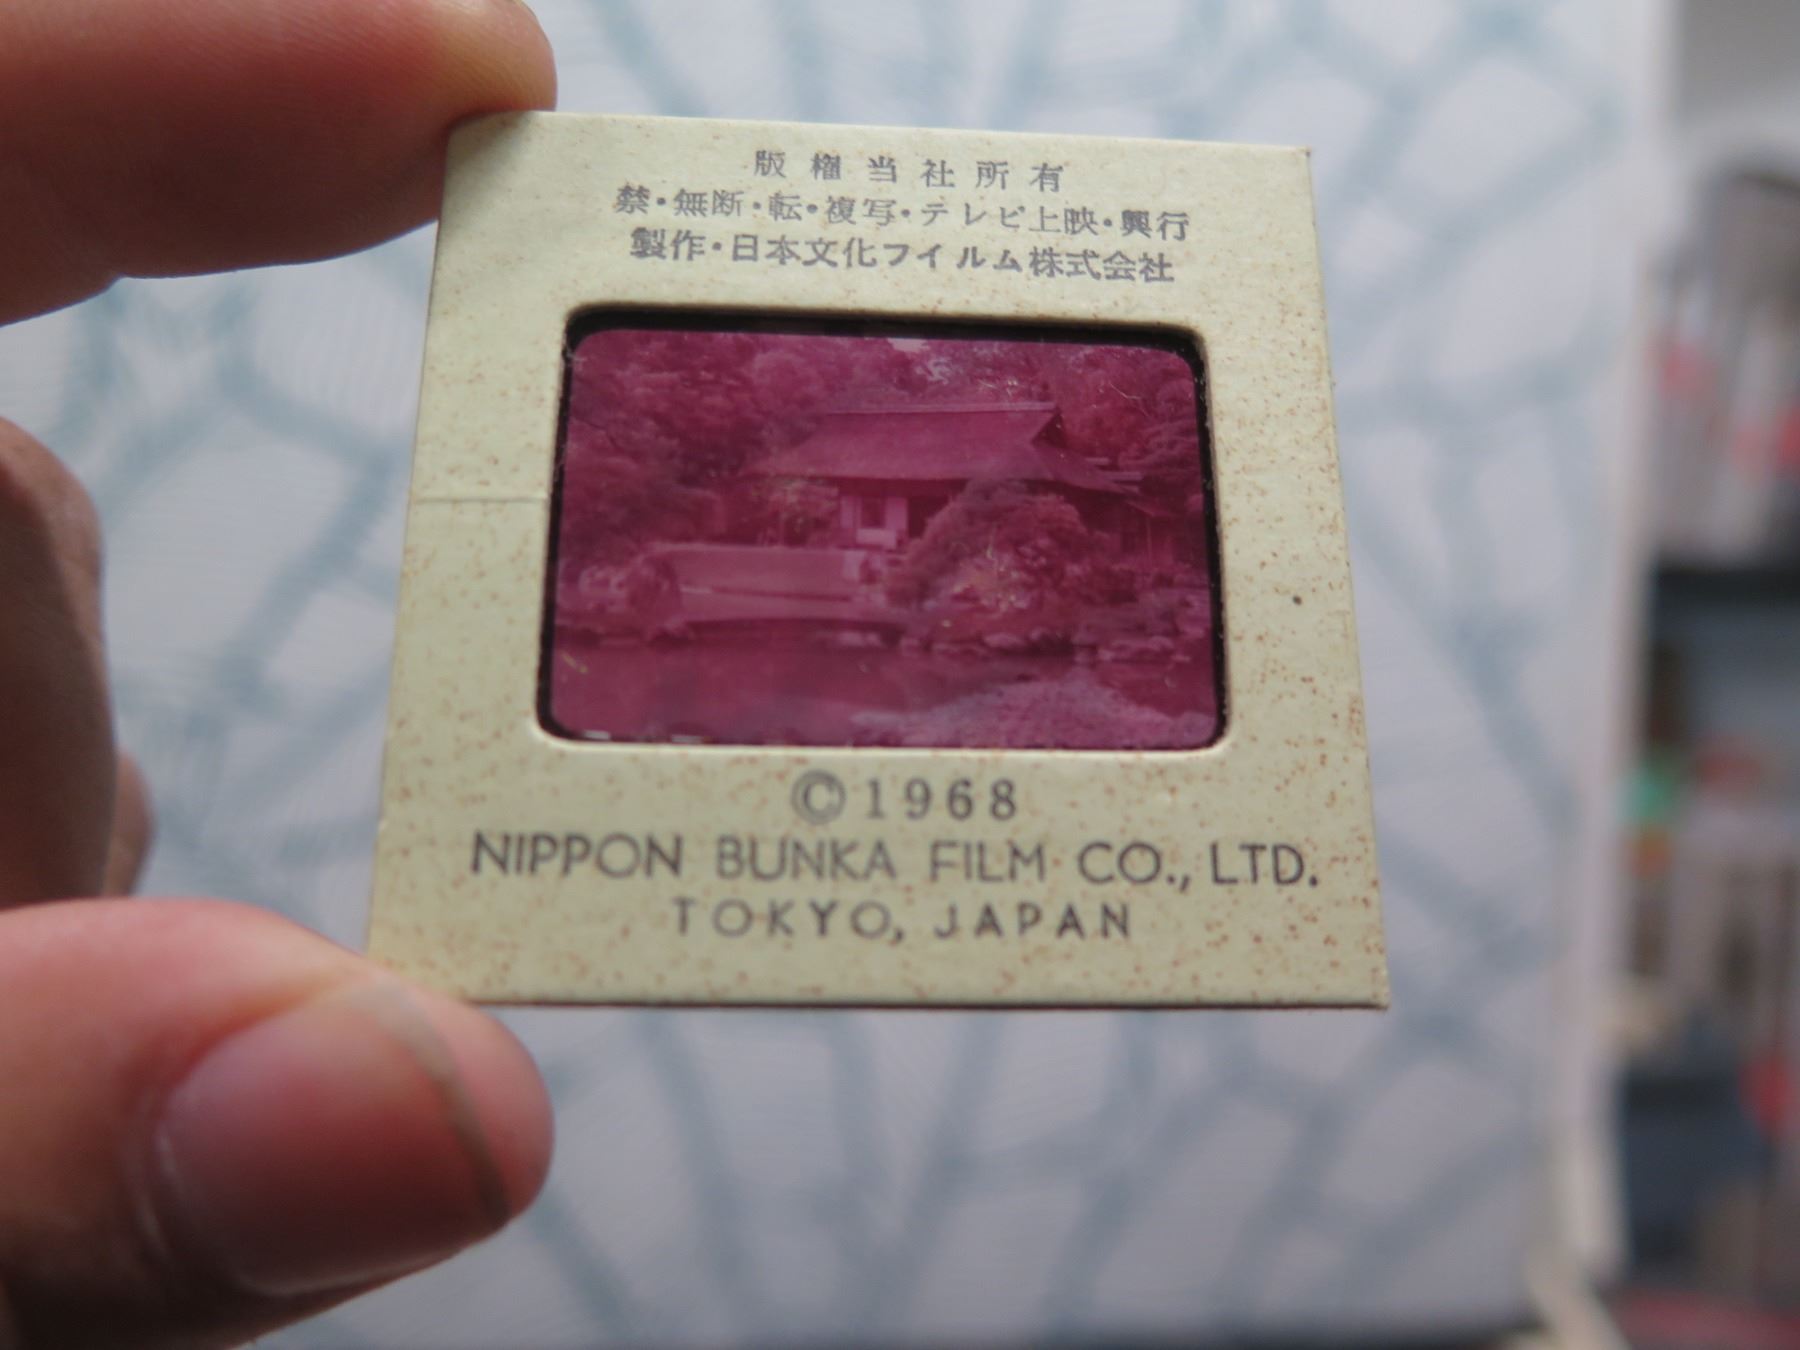 版権当社所有
禁・無断・転・複写・テレビ上映・興行
製作・日本文化フイルム株式会社
©1968
NIPPON BUNKA FILM CO., LTD.
TOKYO, JAPAN